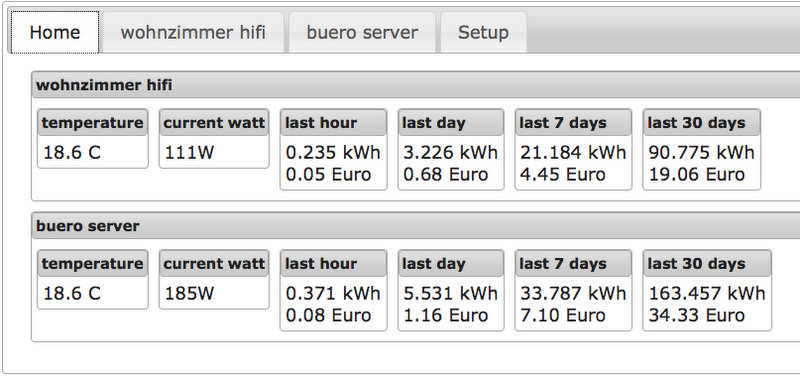 Home wohnzimmer hifi buero server Setup
wohnzimmer hifi
temperature current watt last hour last day last 7 days last 30 days
18.6 C 111W 0.235 kWh 3.226 kWh 21.184 kWh 90.775 kWh
0.05 Euro 0.68 Euro 4.45 Euro 19.06 Euro
buero server
temperature current watt last hour last day last 7 days last 30 days
18.6 C 185W 0.371 kWh 5.531 kWh 33.787 kWh 163.457 kWh
0.08 Euro 1.16 Euro 7.10 Euro 34.33 Euro